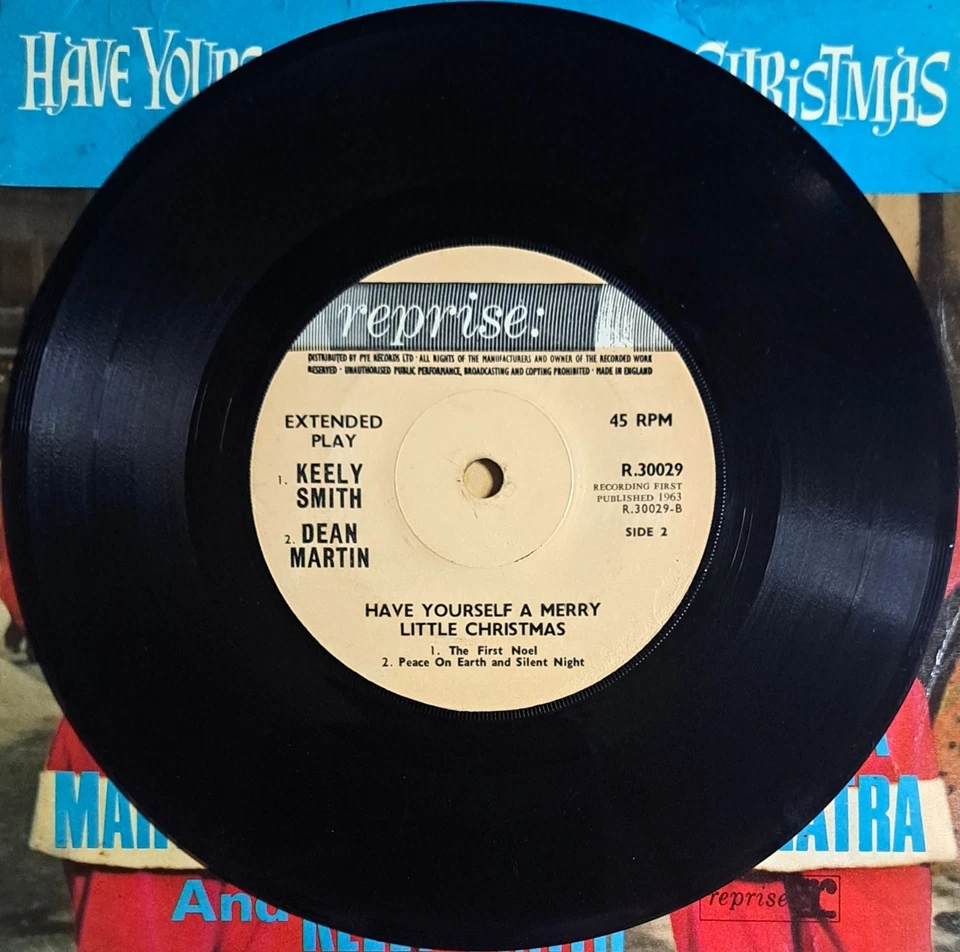 HAVE
CHRISTMAS
reprise:
DISTRIBUTED BY PYE RECORDS LTD · ALL RIGHTS OF THE MANUFACTURERS AND OWNER OF THE RECORDED WORK
RESERVED · UNAUTHORISED PUBLIC PERFORMANCE, BROADCASTING AND COPYING PROHIBITED · MADE IN ENGLAND
EXTENDED
PLAY
1. KEELY
SMITH
2. DEAN
MARTIN
45 RPM
R.30029
RECORDING FIRST
PUBLISHED 1963
R.30029-B
SIDE 2
HAVE YOURSELF A MERRY
LITTLE CHRISTMAS
1. The First Noel
2. Peace On Earth and Silent Night
And
reprise